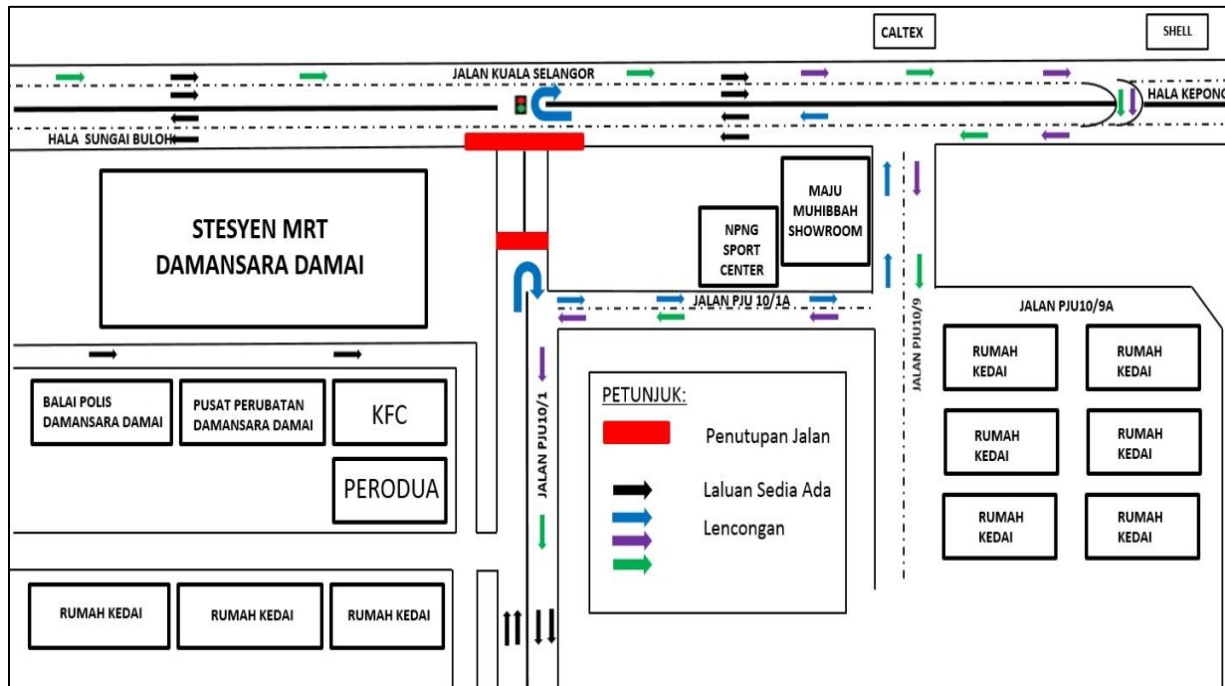 CALTEX
SHELL
JALAN KUALA SELANGOR
HALA KEPONG
HALA SUNGAI BULOH
STESYEN MRT
DAMANSARA DAMAI
NPNG
SPORT
CENTER
MAJU
MUHIBBAH
SHOWROOM
JALAN PJU 10/1A
JALAN PJU10/9
JALAN PJU10/9A
BALAI POLIS
DAMANSARA DAMAI
PUSAT PERUBATAN
DAMANSARA DAMAI
KFC
PERODUA
JALAN PJU10/1
PETUNJUK:
Penutupan Jalan
Laluan Sedia Ada
Lencongan
RUMAH
KEDAI
RUMAH
KEDAI
RUMAH
KEDAI
RUMAH
KEDAI
RUMAH
KEDAI
RUMAH
KEDAI
RUMAH KEDAI
RUMAH KEDAI
RUMAH KEDAI